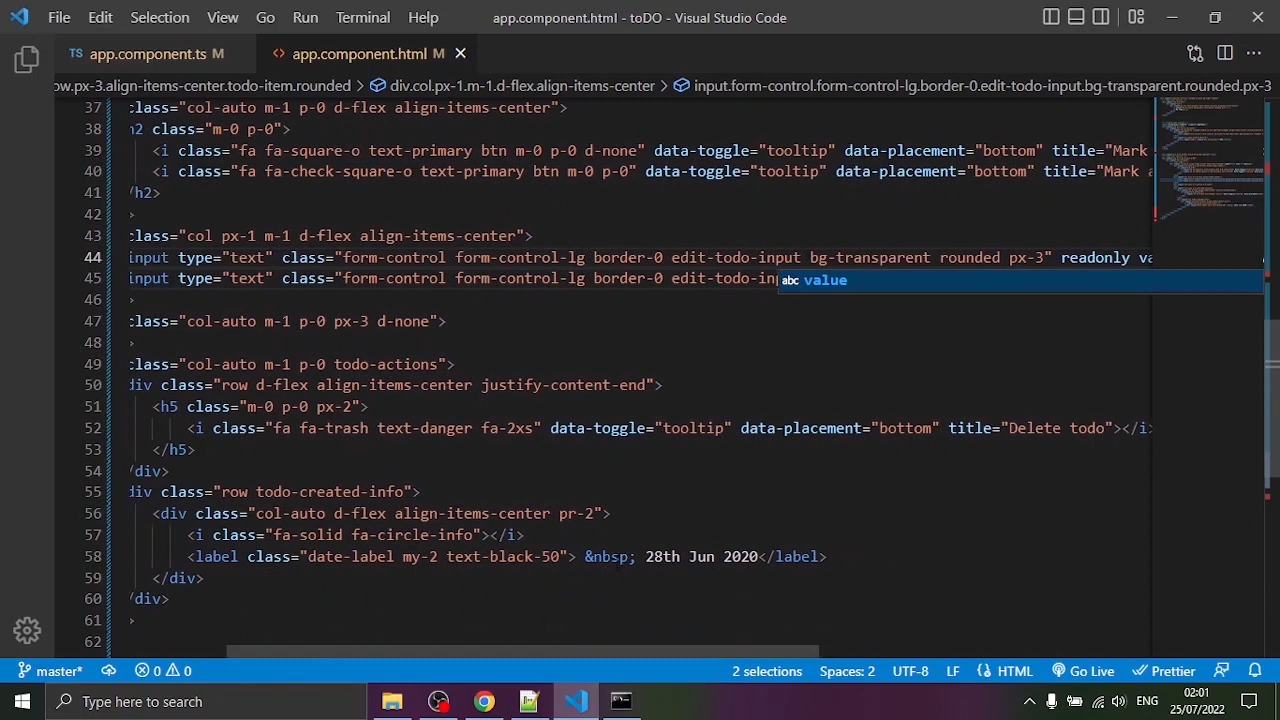 File Edit Selection View Go Run Terminal Help app.component.html - toDO - Visual Studio Code
TS app.component.ts M <> app.component.html M
ow.px-3.align-items-center.todo-item.rounded > div.col.px-1.m-1.d-flex.align-items-center > input.form-control.form-control-lg.border-0.edit-todo-input.bg-transparent.rounded.px-3
37 class="col-auto m-1 p-0 d-flex align-items-center">
38 h2 class="m-0 p-0">
39 <i class="fa fa-square-o text-primary btn m-0 p-0 d-none" data-toggle="tooltip" data-placement="bottom" title="Mark
40 <i class="fa fa-check-square-o text-primary btn m-0 p-0" data-toggle="tooltip" data-placement="bottom" title="Mark a
41 /h2>
42 >
43 class="col px-1 m-1 d-flex align-items-center">
44 input type="text" class="form-control form-control-lg border-0 edit-todo-input bg-transparent rounded px-3" readonly va
45 input type="text" class="form-control form-control-lg border-0 edit-todo-inp
abc value
46 >
47 class="col-auto m-1 p-0 px-3 d-none">
48 >
49 class="col-auto m-1 p-0 todo-actions">
50 div class="row d-flex align-items-center justify-content-end">
51 <h5 class="m-0 p-0 px-2">
52 <i class="fa fa-trash text-danger fa-2xs" data-toggle="tooltip" data-placement="bottom" title="Delete todo"></i>
53 </h5>
54 /div>
55 div class="row todo-created-info">
56 <div class="col-auto d-flex align-items-center pr-2">
57 <i class="fa-solid fa-circle-info"></i>
58 <label class="date-label my-2 text-black-50"> &nbsp; 28th Jun 2020</label>
59 </div>
60 /div>
61 >
62
master* 0 0 2 selections Spaces: 2 UTF-8 LF HTML Go Live Prettier
Type here to search ENG 02:01
25/07/2022